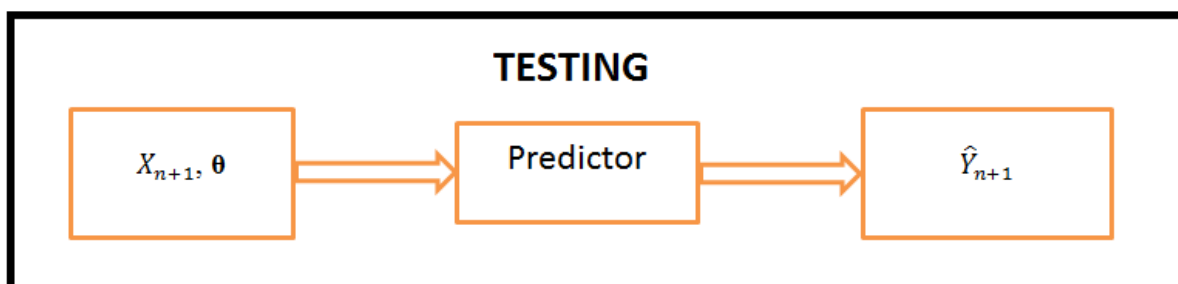 TESTING
X_{n+1}, θ
Predictor
Ŷ_{n+1}